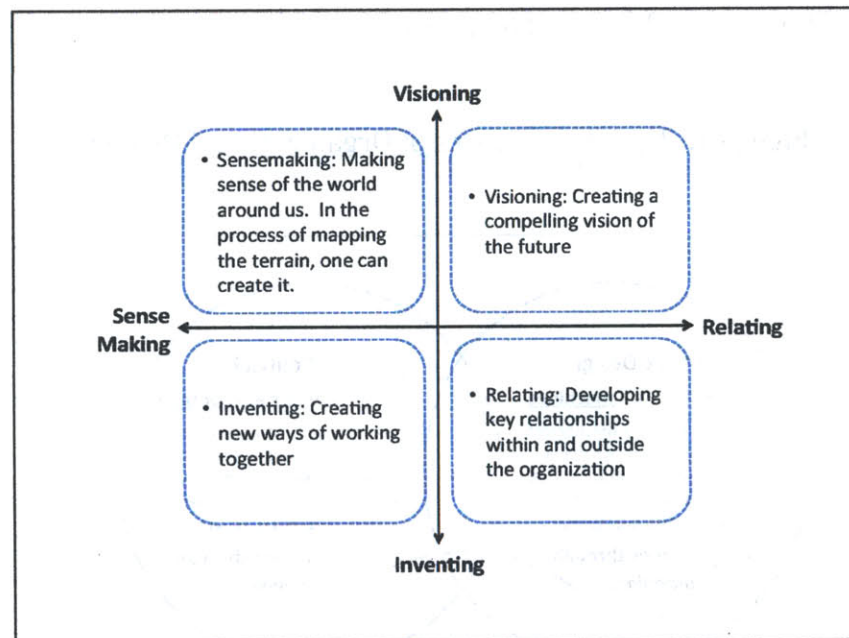 Visioning
• Sensemaking: Making
sense of the world
around us.  In the
process of mapping
the terrain, one can
create it.
• Visioning: Creating a
compelling vision of
the future
Sense
Making
Relating
• Inventing: Creating
new ways of working
together
• Relating: Developing
key relationships
within and outside
the organization
Inventing